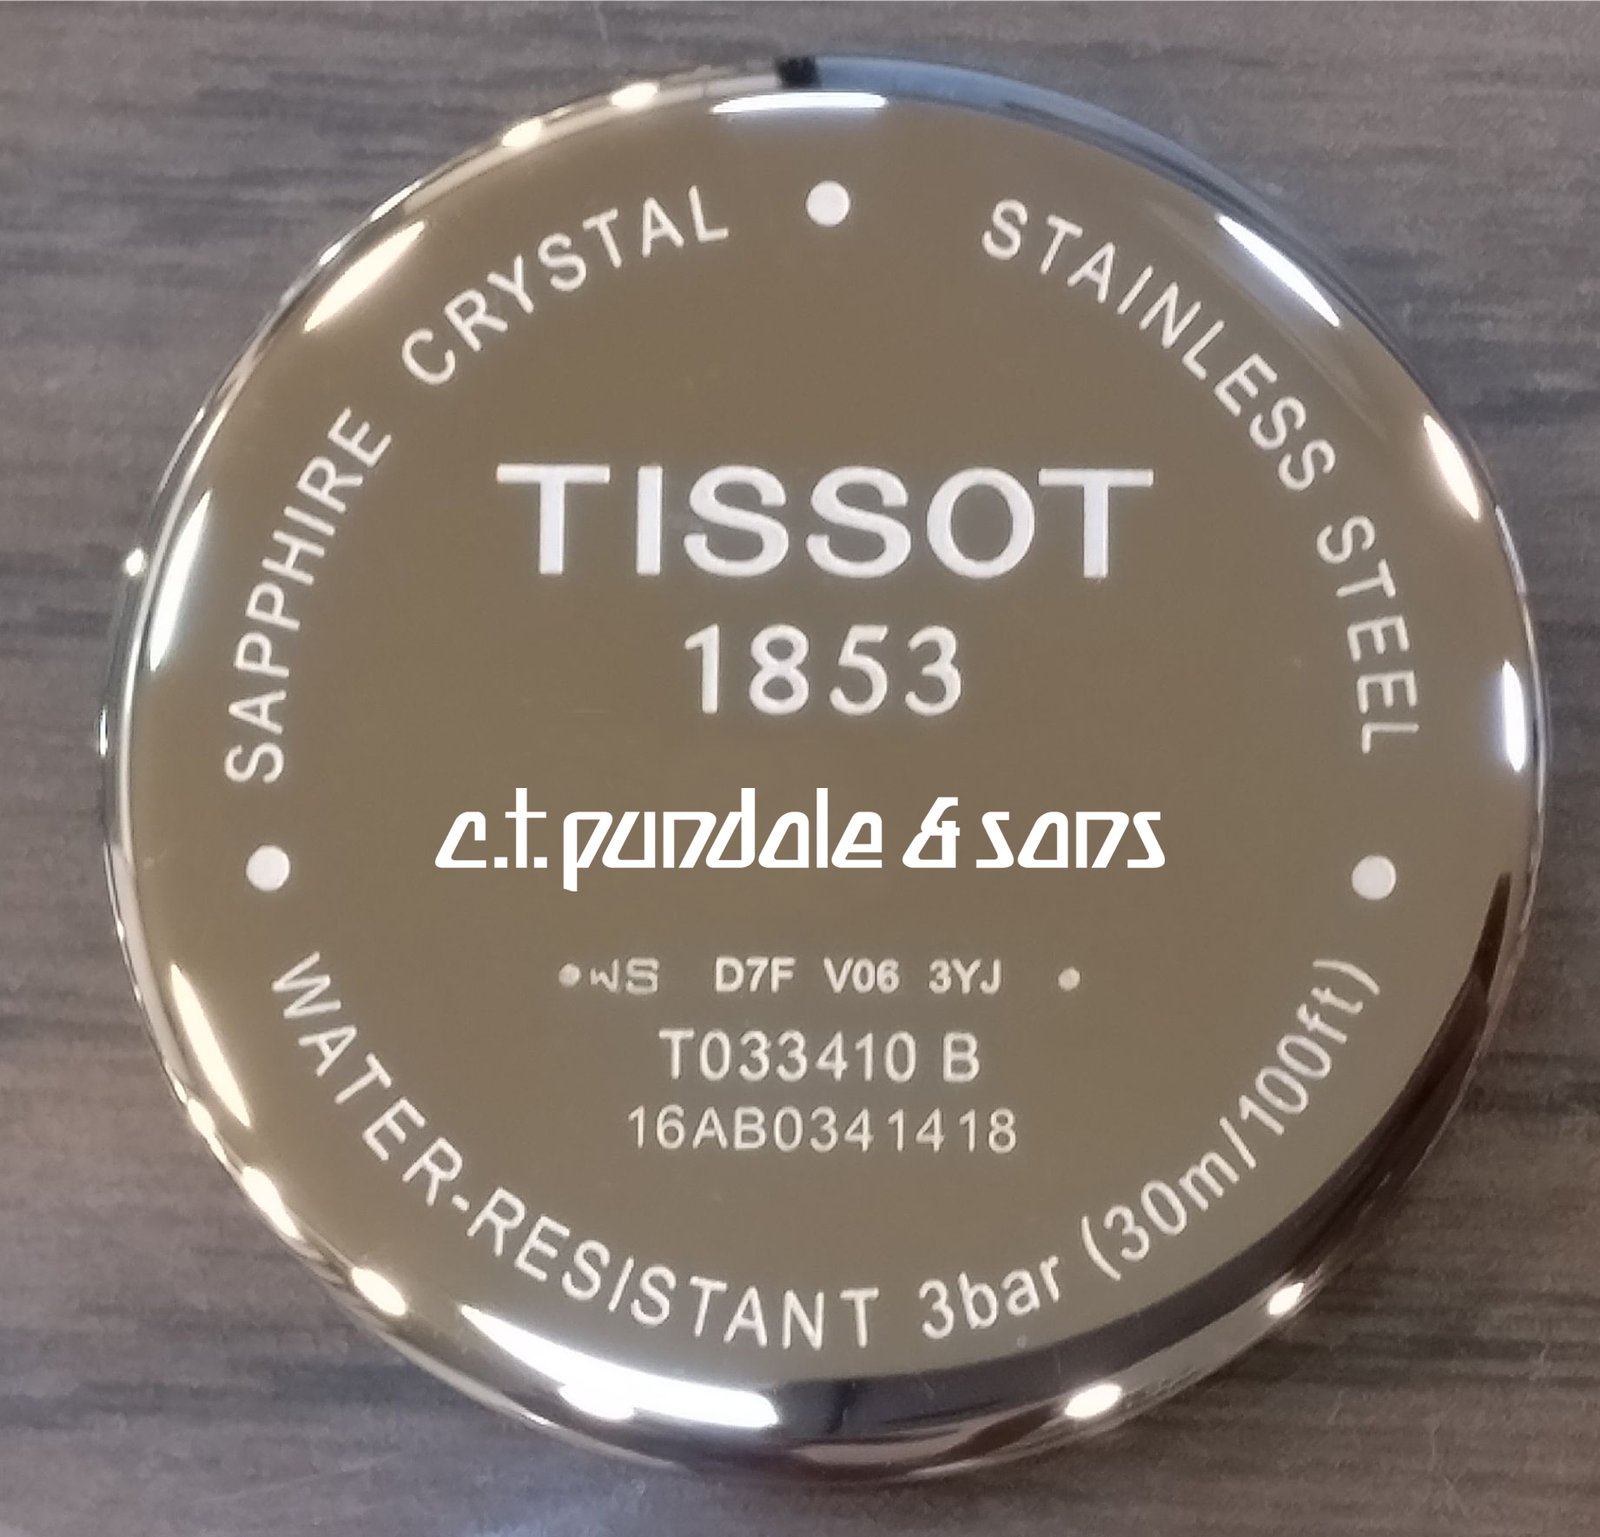 SAPPHIRE CRYSTAL
STAINLESS STEEL
TISSOT
1853
c.t. pundole & sons
WS D7F V06 3YJ
T033410 B
16AB0341418
WATER-RESISTANT 3bar (30m/100ft)